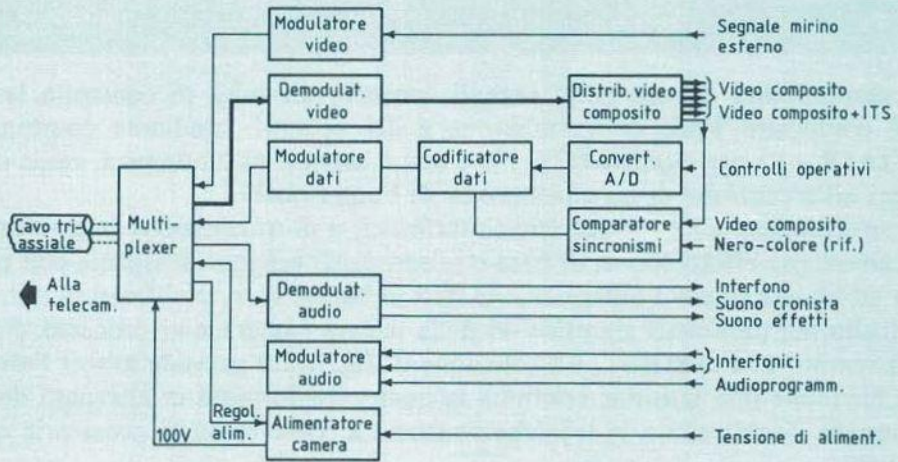 Modulatore
video
Segnale mirino
esterno
Demodulat.
video
Distrib. video
composito
Video composito
Video composito+ITS
Modulatore
dati
Codificatore
dati
Convert.
A/D
Controlli operativi
Cavo tri-
assiale
Multi
plexer
Comparatore
sincronismi
Video composito
Nero-colore (rif.)
Alla
telecam.
Demodulat.
audio
Interfono
Suono cronista
Suono effetti
Modulatore
audio
Interfonici
Audioprogramm.
Regol.
alim.
100V
Alimentatore
camera
Tensione di aliment.